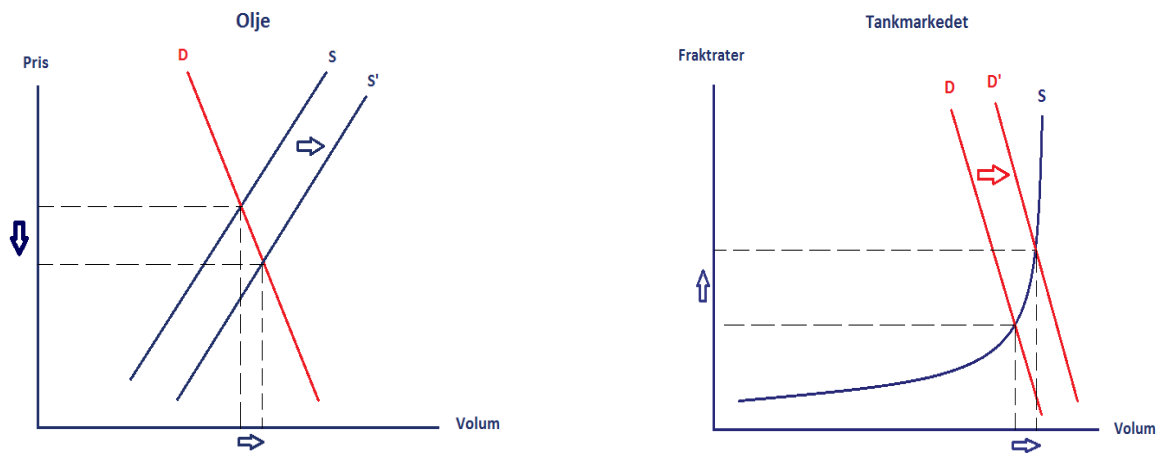 Olje
Pris
D
S
S'
Volum
Tankmarkedet
Fraktrater
D
D'
S
Volum